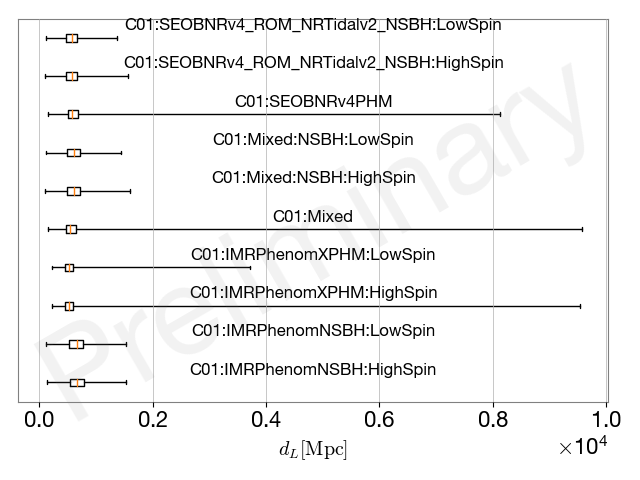 C01:SEOBNRv4_ROM_NRTidalv2_NSBH:LowSpin
C01:SEOBNRv4_ROM_NRTidalv2_NSBH:HighSpin
C01:SEOBNRv4PHM
C01:Mixed:NSBH:LowSpin
C01:Mixed:NSBH:HighSpin
C01:Mixed
C01:IMRPhenomXPHM:LowSpin
C01:IMRPhenomXPHM:HighSpin
C01:IMRPhenomNSBH:LowSpin
C01:IMRPhenomNSBH:HighSpin
Preliminary
0.0 0.2 0.4 0.6 0.8 1.0
×10⁴
d_L[Mpc]